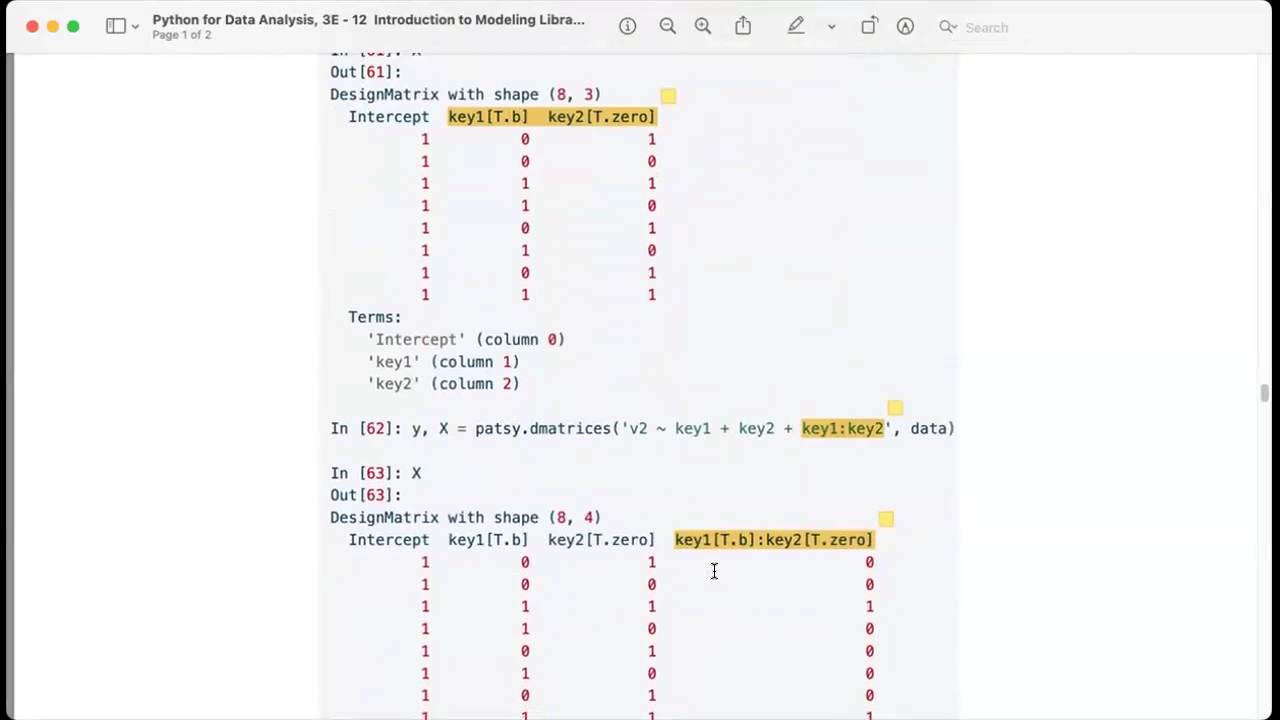 Python for Data Analysis, 3E - 12 Introduction to Modeling Libra...
Page 1 of 2
Search
In [61]: X
Out[61]:
DesignMatrix with shape (8, 3)
Intercept key1[T.b] key2[T.zero]
1 0 1
1 0 0
1 1 1
1 1 0
1 0 1
1 1 0
1 0 1
1 1 1
Terms:
'Intercept' (column 0)
'key1' (column 1)
'key2' (column 2)
In [62]: y, X = patsy.dmatrices('v2 ~ key1 + key2 + key1:key2', data)
In [63]: X
Out[63]:
DesignMatrix with shape (8, 4)
Intercept key1[T.b] key2[T.zero] key1[T.b]:key2[T.zero]
1 0 1 0
1 0 0 0
1 1 1 1
1 1 0 0
1 0 1 0
1 1 0 0
1 0 1 0
1 1 1 1